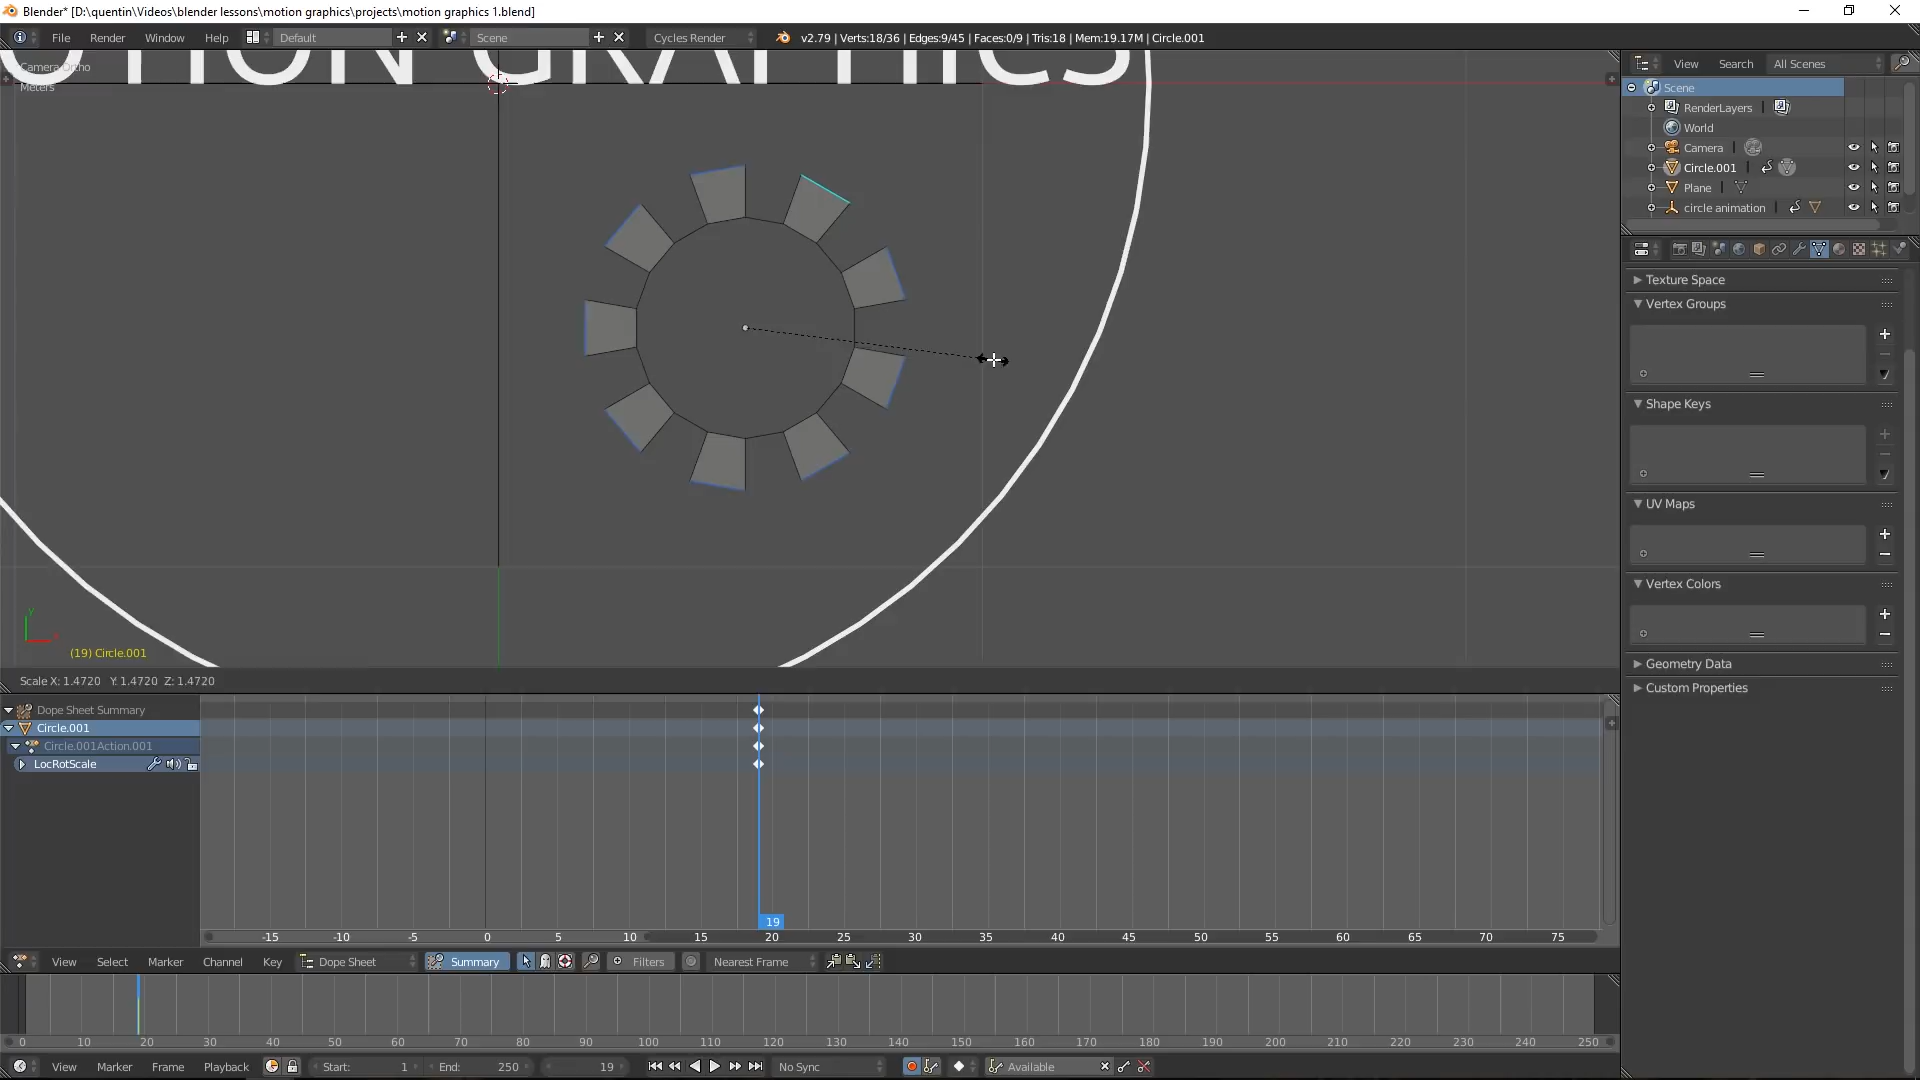 Blender* [D:\quentin\Videos\blender lessons\motion graphics\projects\motion graphics 1.blend]
File Render Window Help Default Scene Cycles Render v2.79 | Verts:18/36 | Edges:9/45 | Faces:0/9 | Tris:18 | Mem:19.17M | Circle.001
OTION GRAPHICS
Camera Ortho
Meters
View Search All Scenes
Scene
RenderLayers
World
Camera
Circle.001
Plane
circle animation
Texture Space
Vertex Groups
Shape Keys
UV Maps
Vertex Colors
Geometry Data
Custom Properties
Y
(19) Circle.001
Scale X: 1.4720 Y: 1.4720 Z: 1.4720
Dope Sheet Summary
Circle.001
Circle.001Action.001
LocRotScale
19
-15 -10 -5 0 5 10 15 20 25 30 35 40 45 50 55 60 65 70 75
View Select Marker Channel Key Dope Sheet Summary Filters Nearest Frame
0 10 20 30 40 50 60 70 80 90 100 110 120 130 140 150 160 170 180 190 200 210 220 230 240 250
View Marker Frame Playback Start: 1 End: 250 19 No Sync Available